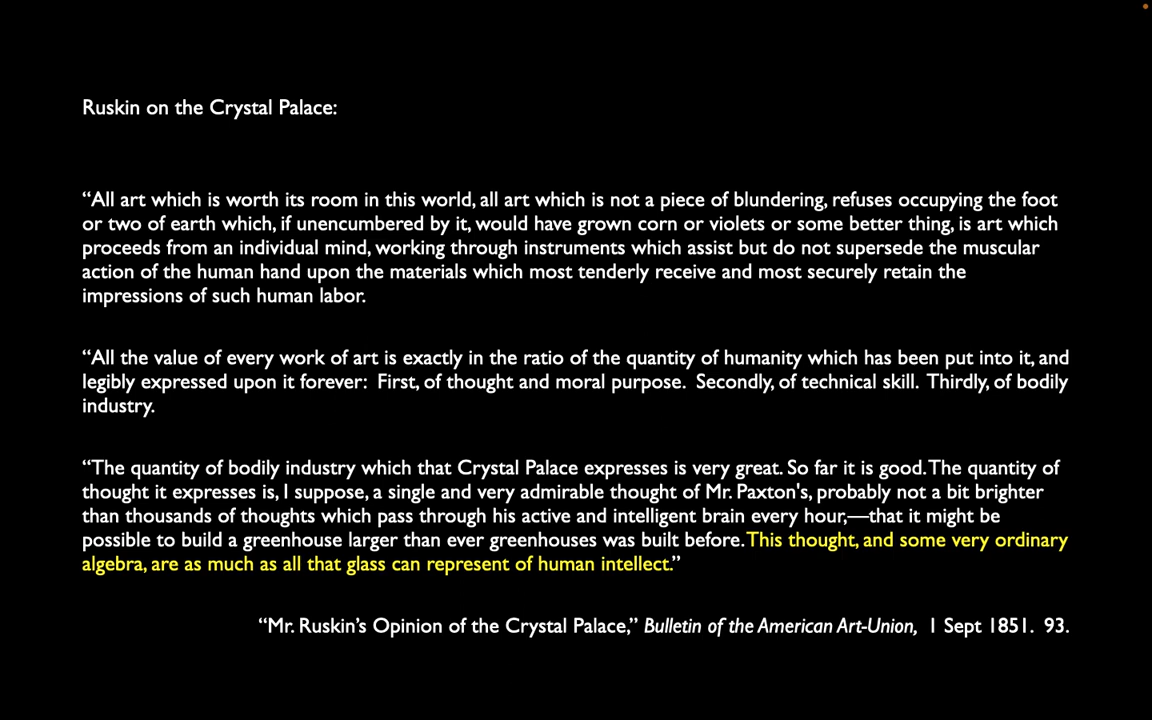 Ruskin on the Crystal Palace:
“All art which is worth its room in this world, all art which is not a piece of blundering, refuses occupying the foot
or two of earth which, if unencumbered by it, would have grown corn or violets or some better thing, is art which
proceeds from an individual mind, working through instruments which assist but do not supersede the muscular
action of the human hand upon the materials which most tenderly receive and most securely retain the
impressions of such human labor.
“All the value of every work of art is exactly in the ratio of the quantity of humanity which has been put into it, and
legibly expressed upon it forever: First, of thought and moral purpose. Secondly, of technical skill. Thirdly, of bodily
industry.
“The quantity of bodily industry which that Crystal Palace expresses is very great. So far it is good. The quantity of
thought it expresses is, I suppose, a single and very admirable thought of Mr. Paxton's, probably not a bit brighter
than thousands of thoughts which pass through his active and intelligent brain every hour,—that it might be
possible to build a greenhouse larger than ever greenhouses was built before. This thought, and some very ordinary
algebra, are as much as all that glass can represent of human intellect.”
“Mr. Ruskin’s Opinion of the Crystal Palace,” Bulletin of the American Art-Union, 1 Sept 1851. 93.